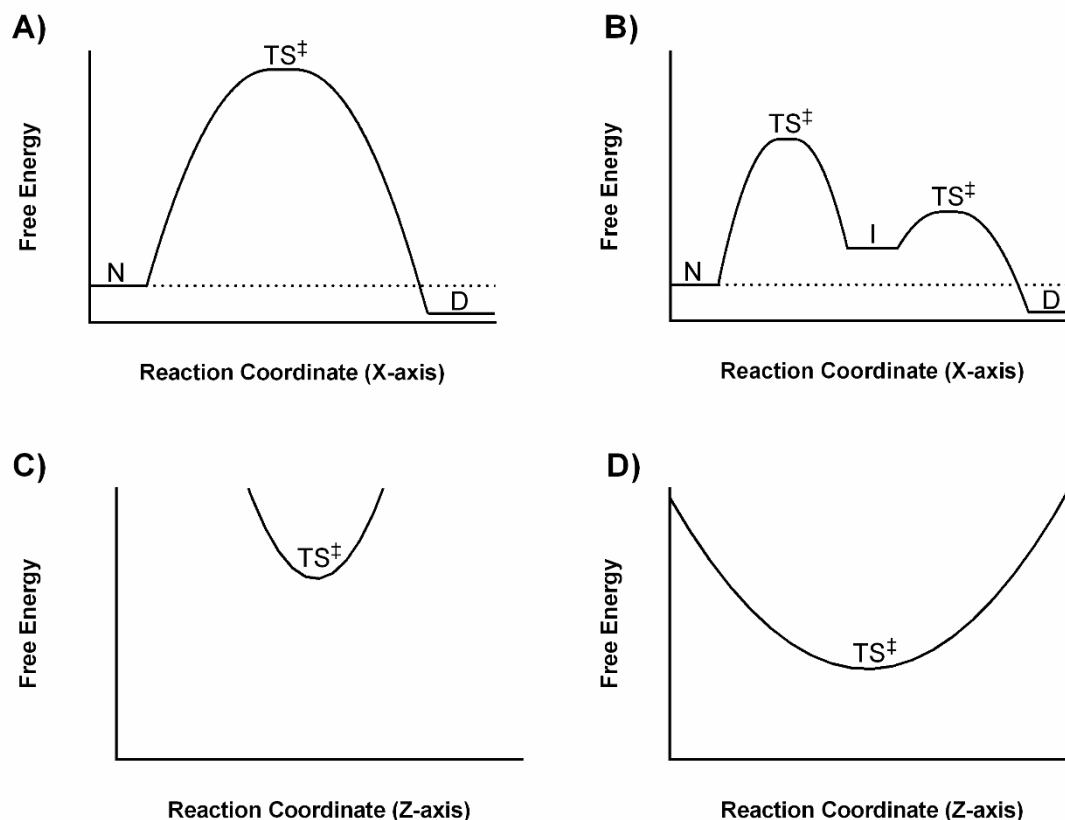 A)
Free Energy
TS‡
N
D
Reaction Coordinate (X-axis)
B)
Free Energy
TS‡
TS‡
I
N
D
Reaction Coordinate (X-axis)
C)
Free Energy
TS‡
Reaction Coordinate (Z-axis)
D)
Free Energy
TS‡
Reaction Coordinate (Z-axis)